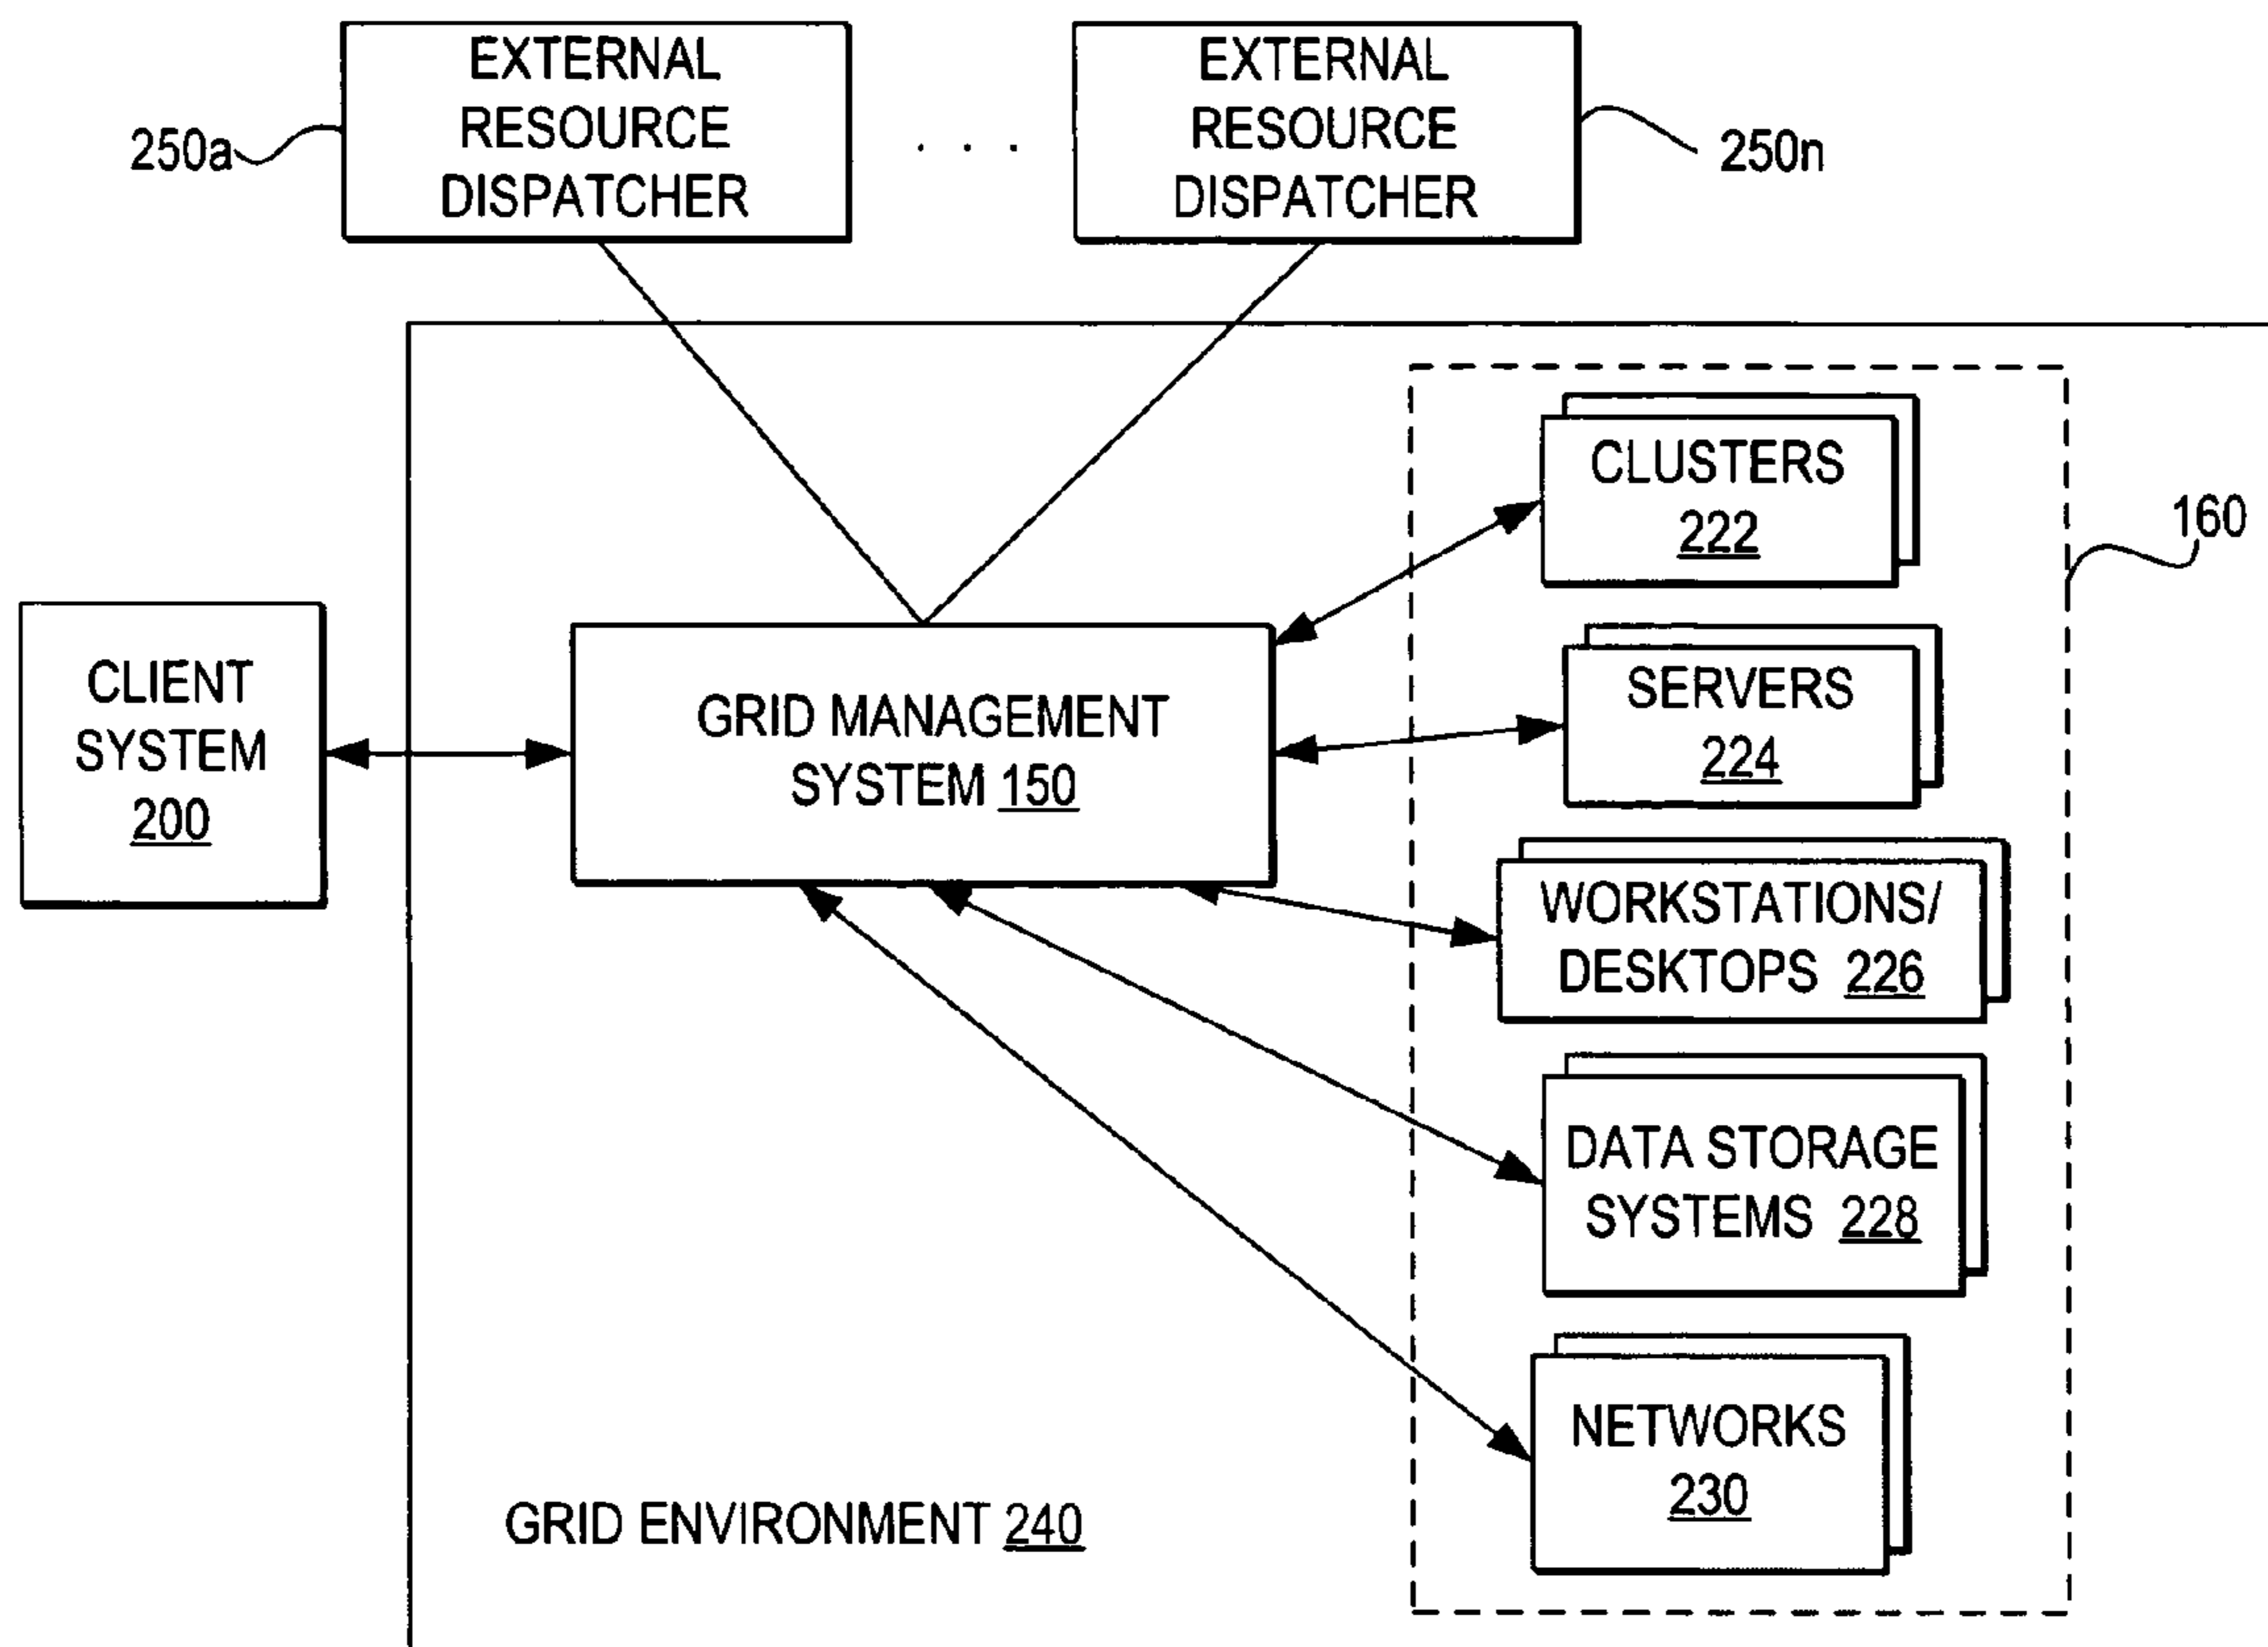 EXTERNAL
RESOURCE
DISPATCHER
250a
. . .
EXTERNAL
RESOURCE
DISPATCHER
250n
160
CLIENT
SYSTEM
200
GRID MANAGEMENT
SYSTEM 150
CLUSTERS
222
SERVERS
224
WORKSTATIONS/
DESKTOPS 226
DATA STORAGE
SYSTEMS 228
NETWORKS
230
GRID ENVIRONMENT 240